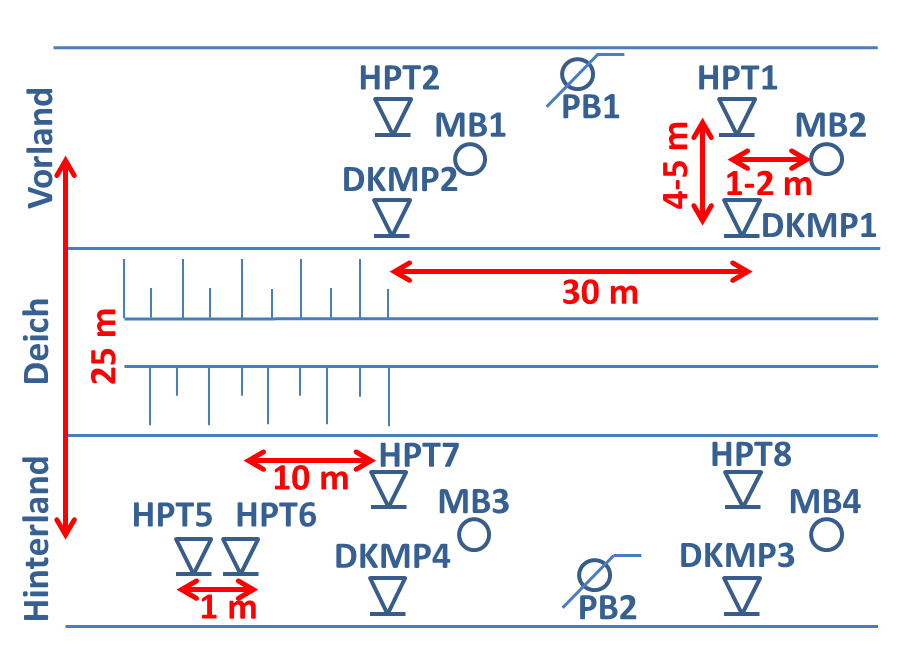 HPT2
HPT1
PB1
MB1
MB2
Vorland
4-5 m
1-2 m
DKMP2
DKMP1
30 m
Deich
25 m
HPT7
HPT8
10 m
MB3
MB4
HPT5
HPT6
Hinterland
DKMP4
DKMP3
1 m
PB2